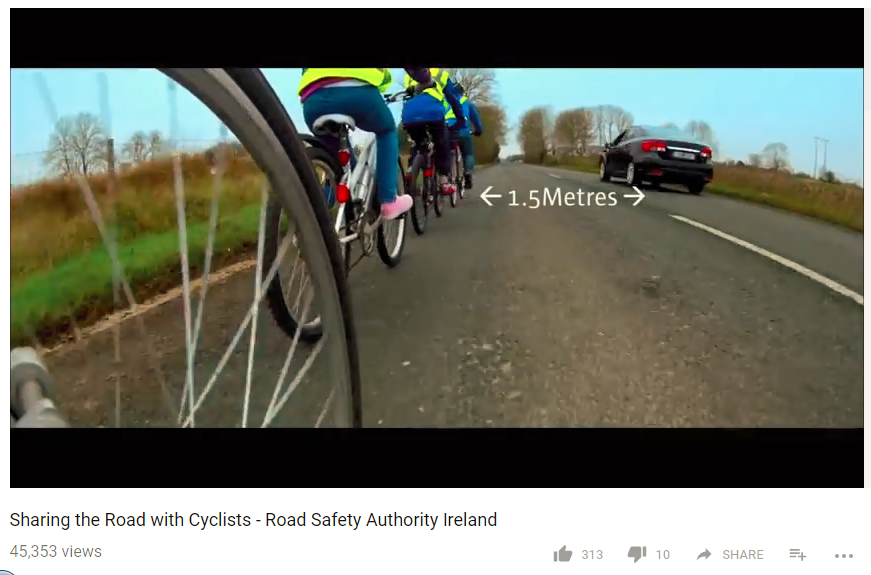 ← 1.5Metres →
Sharing the Road with Cyclists - Road Safety Authority Ireland
45,353 views
313 10 SHARE